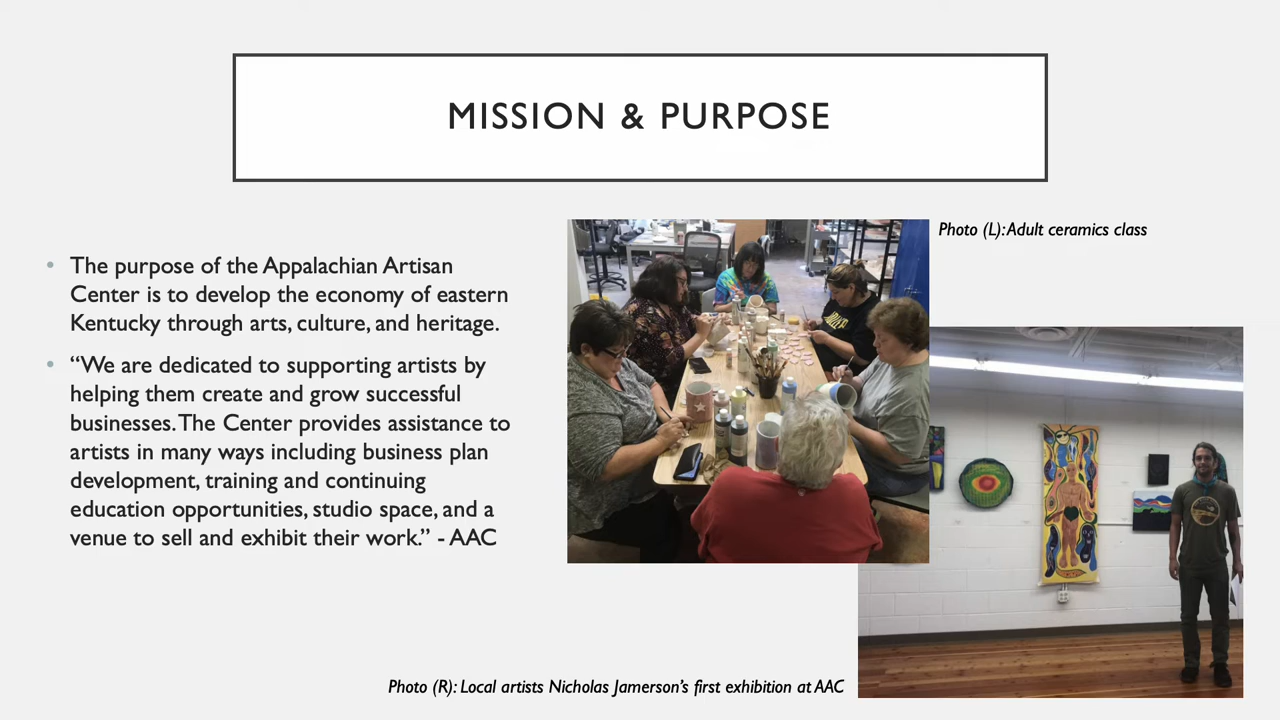 MISSION & PURPOSE
Photo (L): Adult ceramics class
• The purpose of the Appalachian Artisan
Center is to develop the economy of eastern
Kentucky through arts, culture, and heritage.
• “We are dedicated to supporting artists by
helping them create and grow successful
businesses. The Center provides assistance to
artists in many ways including business plan
development, training and continuing
education opportunities, studio space, and a
venue to sell and exhibit their work.” - AAC
Photo (R): Local artists Nicholas Jamerson’s first exhibition at AAC